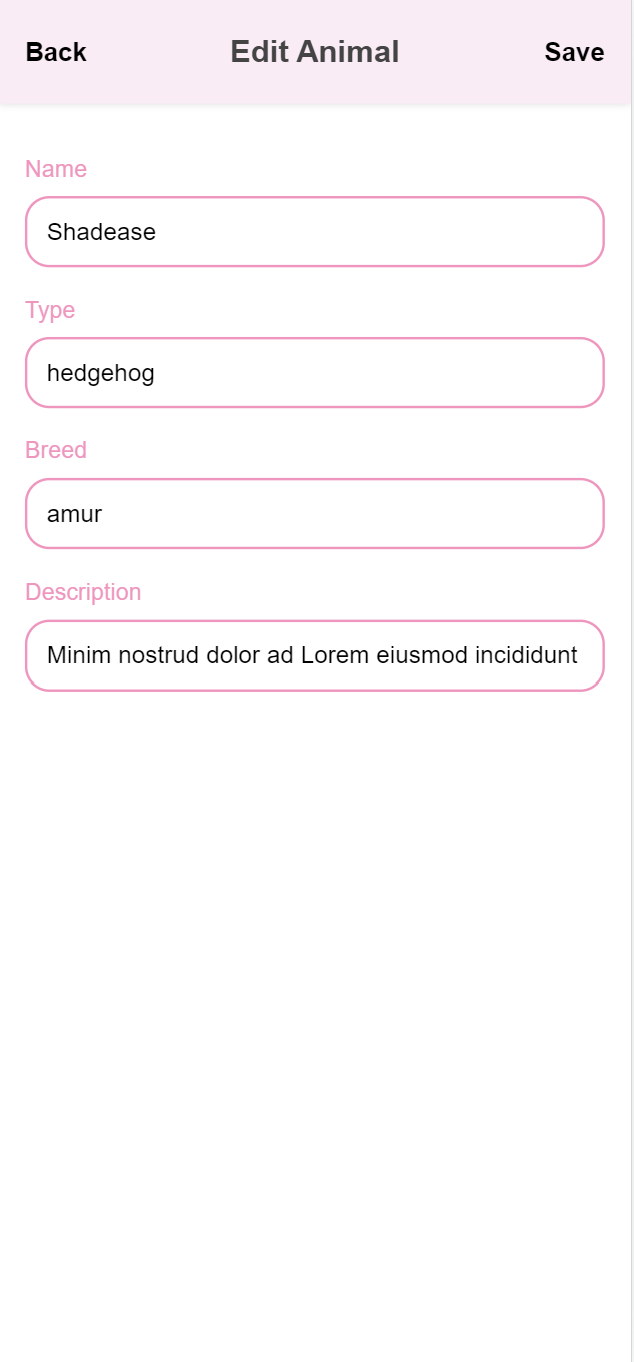 Back Edit Animal Save
Name
Shadease
Type
hedgehog
Breed
amur
Description
Minim nostrud dolor ad Lorem eiusmod incididunt